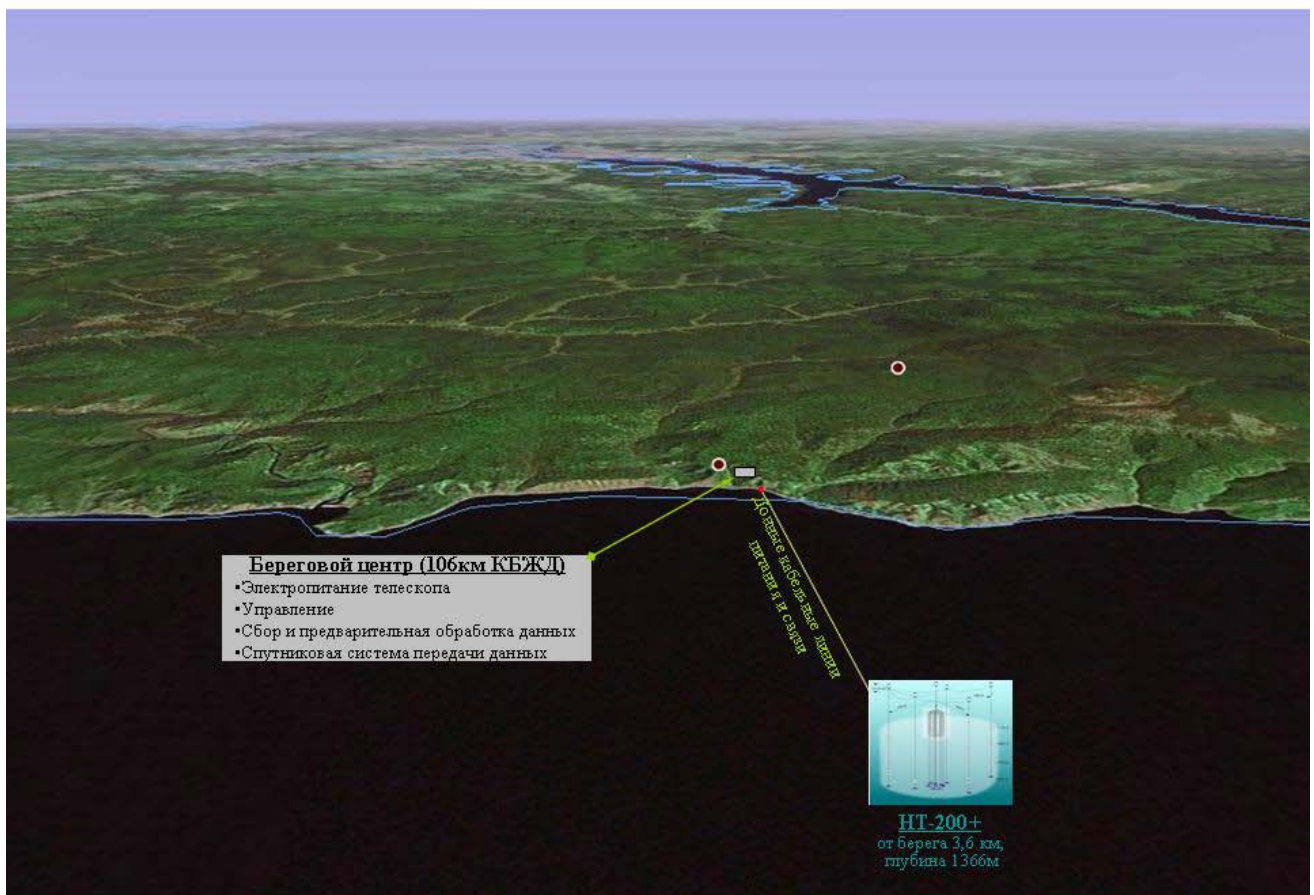 Береговой центр (106км КБЖД)
•Электропитание телескопа
•Управление
•Сбор и предварительная обработка данных
•Спутниковая система передачи данных
Донные кабельные линии
питания и связи
НТ-200+
от берега 3,6 км,
глубина 1366м